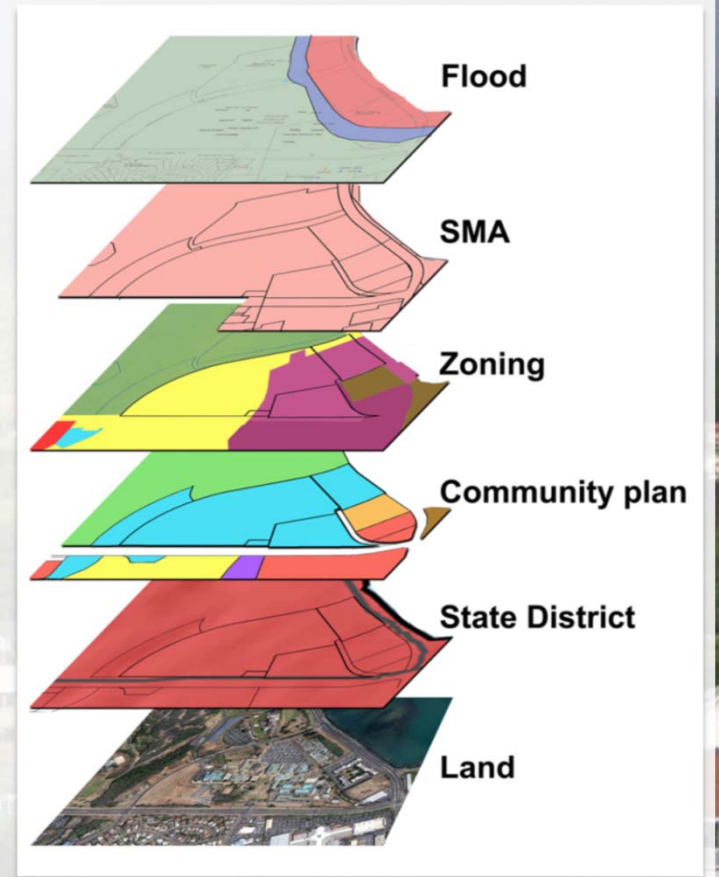 Flood
SMA
Zoning
Community plan
State District
Land